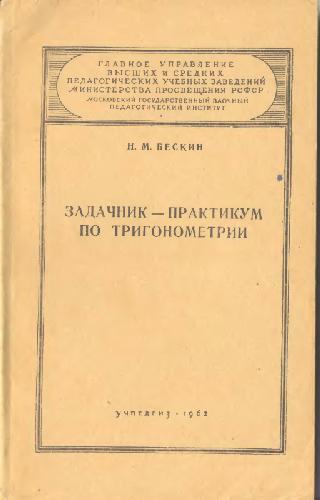 ГЛАВНОЕ УПРАВЛЕНИЕ
ВЫСШИХ И СРЕДНИХ
ПЕДАГОГИЧЕСКИХ УЧЕБНЫХ ЗАВЕДЕНИЙ
МИНИСТЕРСТВА ПРОСВЕЩЕНИЯ РСФСР
МОСКОВСКИЙ ГОСУДАРСТВЕННЫЙ ЗАОЧНЫЙ
ПЕДАГОГИЧЕСКИЙ ИНСТИТУТ
Н. М. БЕСКИН
ЗАДАЧНИК — ПРАКТИКУМ
ПО ТРИГОНОМЕТРИИ
УЧПЕДГИЗ · 1962